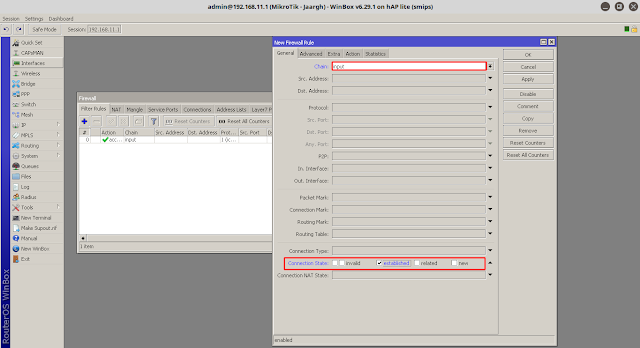 admin@192.168.11.1 (MikroTik - Jaargh) - WinBox v6.29.1 on hAP lite (smips)
Session Settings Dashboard
Safe Mode Session: 192.168.11.1
Quick Set
CAPsMAN
Interfaces
Wireless
Bridge
PPP
Switch
Mesh
IP
MPLS
Routing
System
Queues
Files
Log
Radius
Tools
New Terminal
Make Supout.rif
Manual
New WinBox
Exit
RouterOS WinBox
Firewall
Filter Rules NAT Mangle Service Ports Connections Address Lists Layer7
Reset Counters Reset All Counters
# Action Chain Src. Address Dst. Address Prot... Src. Port
0 acc... input
1 item
New Firewall Rule
General Advanced Extra Action Statistics
Chain: input
Src. Address:
Dst. Address:
Protocol:
Src. Port:
Dst. Port:
Any. Port:
P2P:
In. Interface:
Out. Interface:
Packet Mark:
Connection Mark:
Routing Mark:
Routing Table:
Connection Type:
Connection State: invalid established related new
Connection NAT State:
enabled
OK
Cancel
Apply
Disable
Comment
Copy
Remove
Reset Counters
Reset All Counters